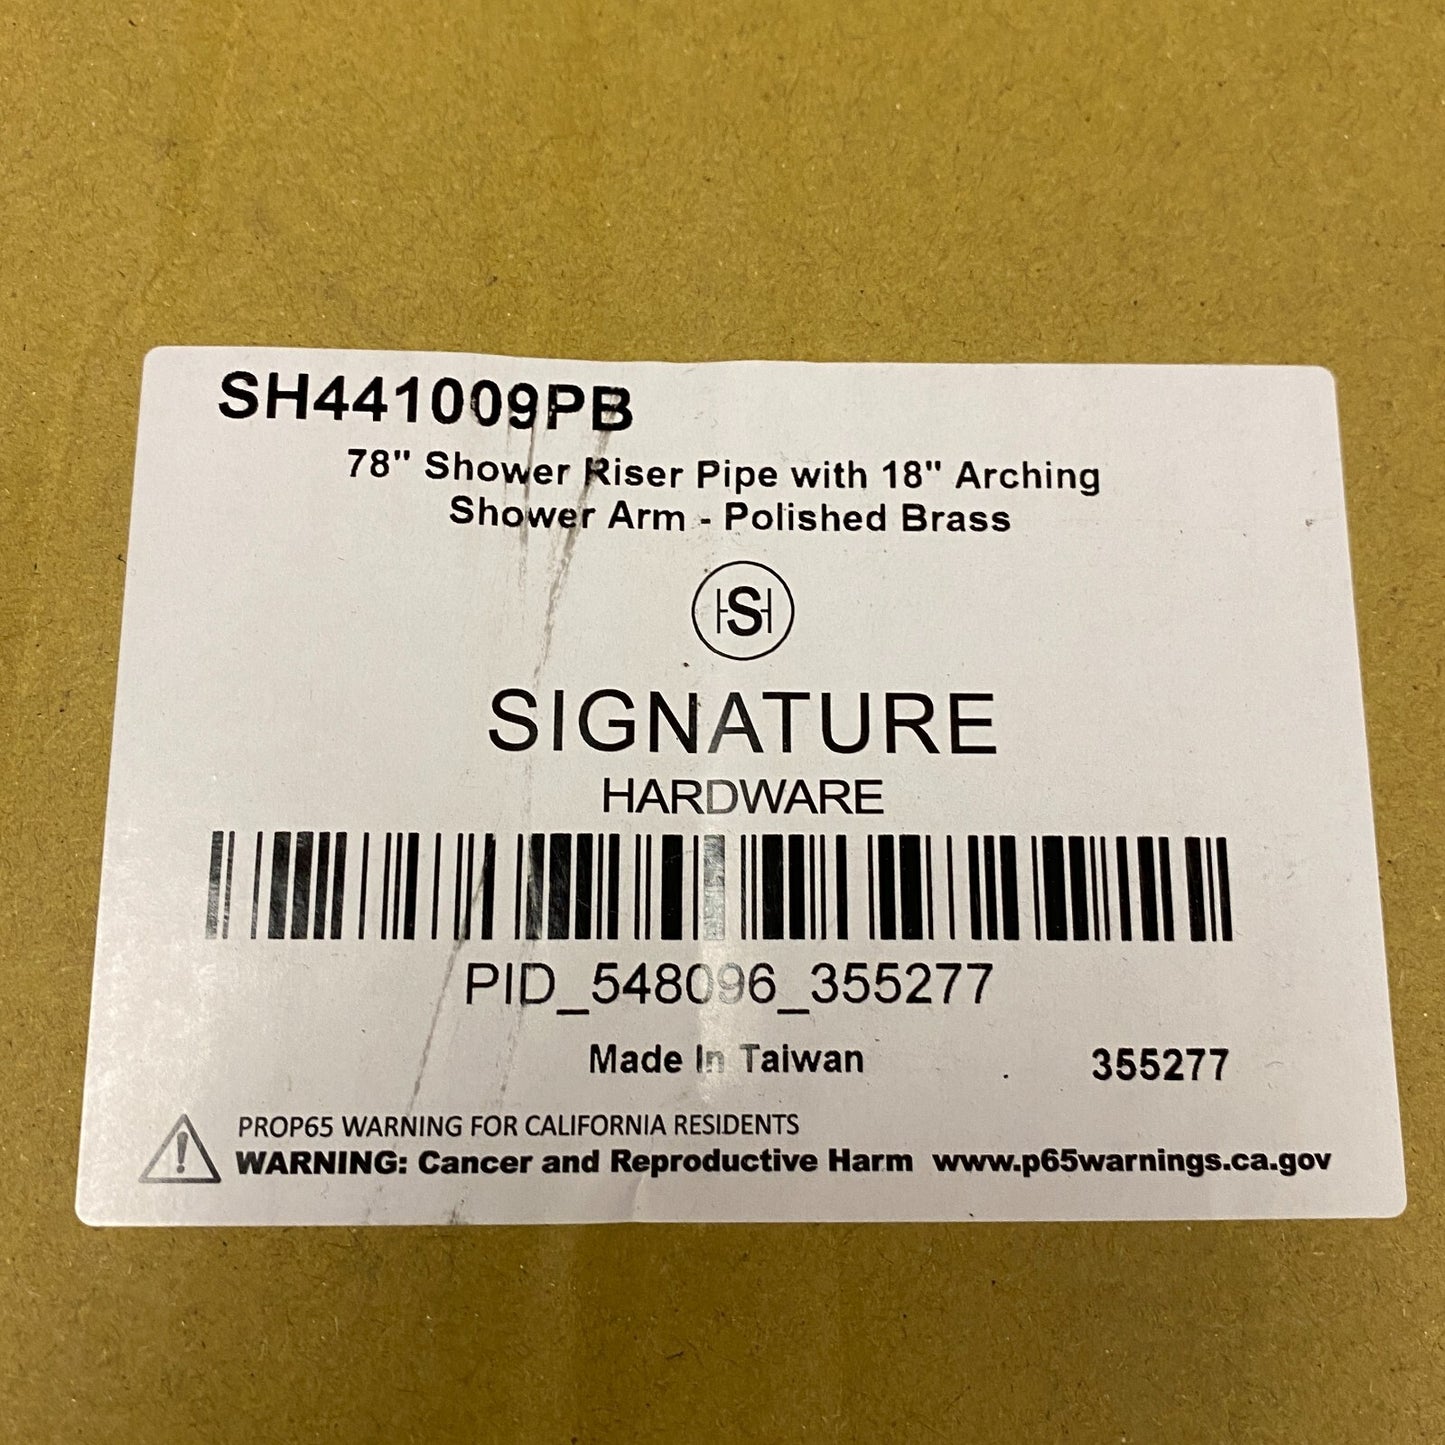 SH441009PB
78" Shower Riser Pipe with 18" Arching
Shower Arm - Polished Brass
HSH
SIGNATURE
HARDWARE
PID_548096_355277
Made In Taiwan 355277
PROP65 WARNING FOR CALIFORNIA RESIDENTS
WARNING: Cancer and Reproductive Harm www.p65warnings.ca.gov